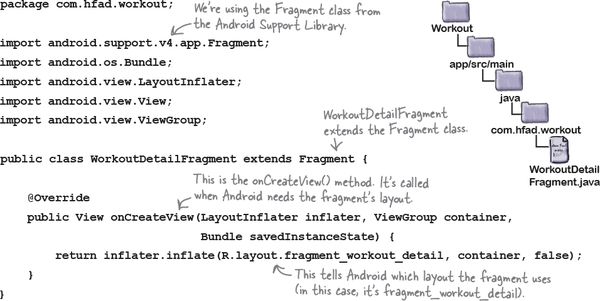 package com.hfad.workout;
We're using the Fragment class from
the Android Support Library.
import android.support.v4.app.Fragment;
import android.os.Bundle;
import android.view.LayoutInflater;
import android.view.View;
import android.view.ViewGroup;
WorkoutDetailFragment
extends the Fragment class.
public class WorkoutDetailFragment extends Fragment {
This is the onCreateView() method. It's called
when Android needs the fragment's layout.
@Override
public View onCreateView(LayoutInflater inflater, ViewGroup container,
Bundle savedInstanceState) {
return inflater.inflate(R.layout.fragment_workout_detail, container, false);
}
This tells Android which layout the fragment uses
(in this case, it's fragment_workout_detail).
}
Workout
app/src/main
java
com.hfad.workout
WorkoutDetail
Fragment.java